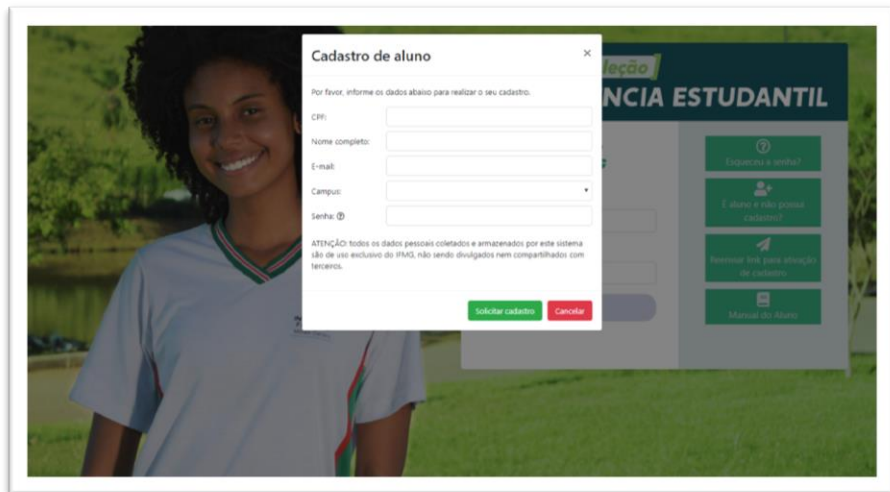 Cadastro de aluno
×
Por favor, informe os dados abaixo para realizar o seu cadastro.
CPF:
Nome completo:
E-mail:
Campus:
Senha:
ATENÇÃO: todos os dados pessoais coletados e armazenados por este sistema
são de uso exclusivo do IFMG, não sendo divulgados nem compartilhados com
terceiros.
Solicitar cadastro
Cancelar
leção
NCIA ESTUDANTIL
Esqueceu a senha?
É aluno e não possui
cadastro?
Reenviar link para ativação
de cadastro
Manual do Aluno